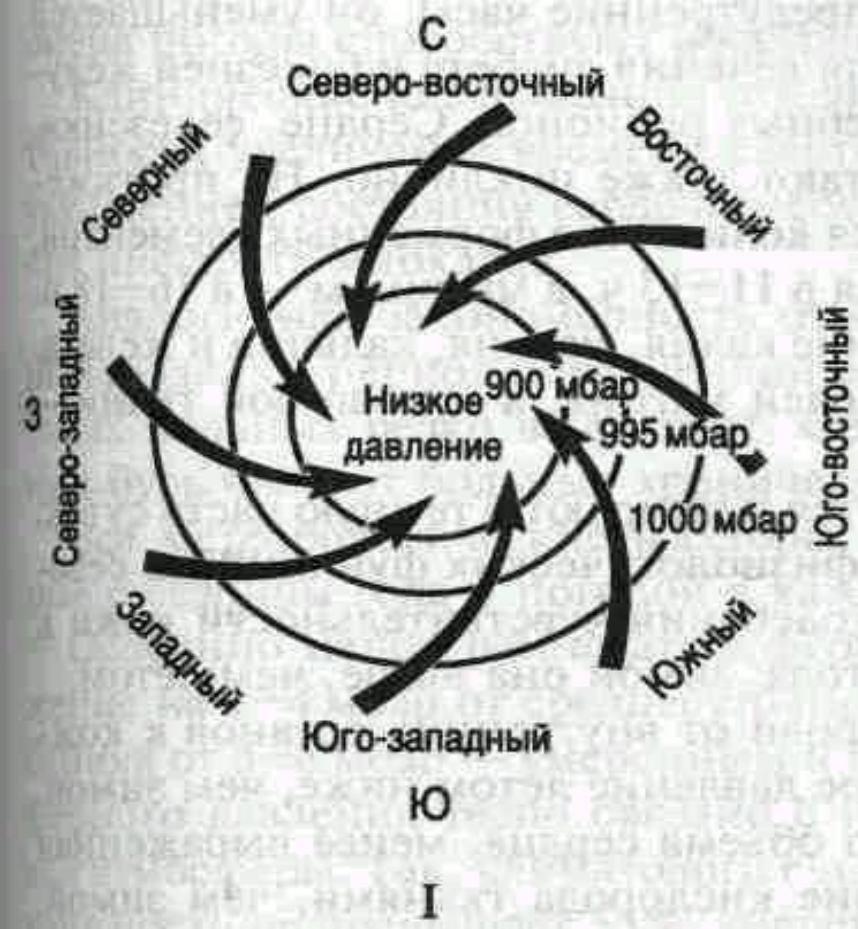 С
Северо-восточный
Северный
Восточный
Северо-западный
З
Юго-восточный
Низкое
давление
900 мбар
995 мбар
1000 мбар
Западный
Южный
Юго-западный
Ю
I